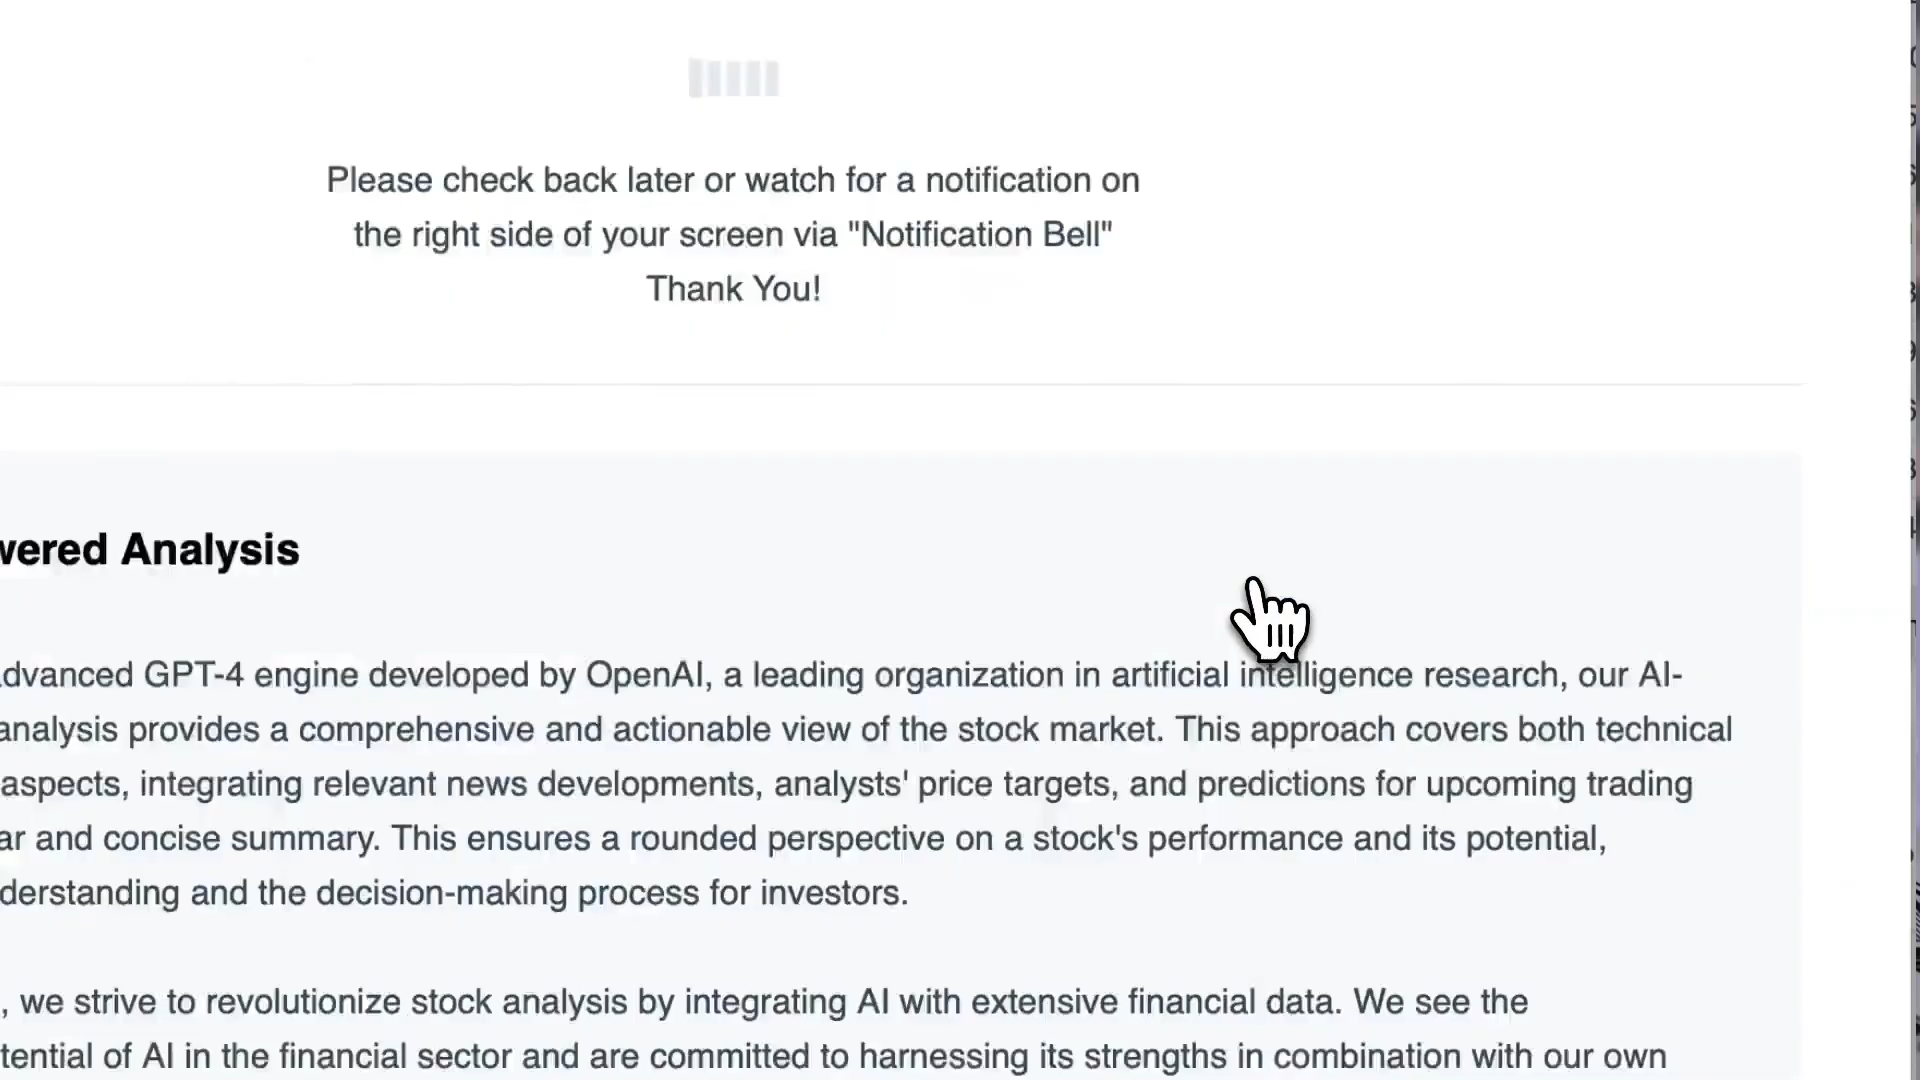 Please check back later or watch for a notification on
the right side of your screen via "Notification Bell"
Thank You!
wered Analysis
dvanced GPT-4 engine developed by OpenAI, a leading organization in artificial intelligence research, our AI-
analysis provides a comprehensive and actionable view of the stock market. This approach covers both technical
aspects, integrating relevant news developments, analysts' price targets, and predictions for upcoming trading
ar and concise summary. This ensures a rounded perspective on a stock's performance and its potential,
derstanding and the decision-making process for investors.
, we strive to revolutionize stock analysis by integrating AI with extensive financial data. We see the
tential of AI in the financial sector and are committed to harnessing its strengths in combination with our own